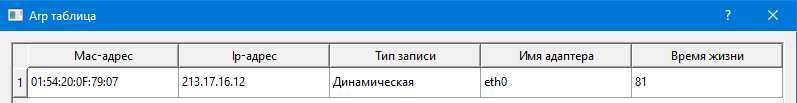 Arp таблица
Mac-адрес Ip-адрес Тип записи Имя адаптера Время жизни
1 01:54:20:0F:79:07 213.17.16.12 Динамическая eth0 81